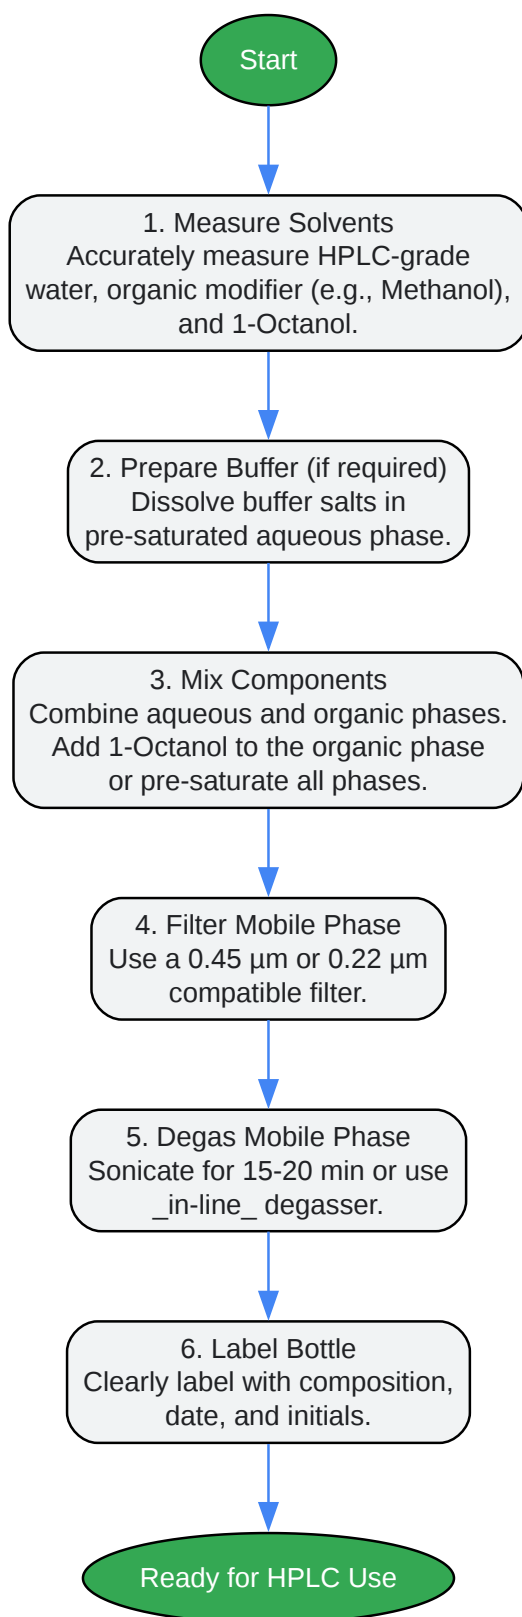 Start
1. Measure Solvents
Accurately measure HPLC-grade
water, organic modifier (e.g., Methanol),
and 1-Octanol.
2. Prepare Buffer (if required)
Dissolve buffer salts in
pre-saturated aqueous phase.
3. Mix Components
Combine aqueous and organic phases.
Add 1-Octanol to the organic phase
or pre-saturate all phases.
4. Filter Mobile Phase
Use a 0.45 µm or 0.22 µm
compatible filter.
5. Degas Mobile Phase
Sonicate for 15-20 min or use
_in-line_ degasser.
6. Label Bottle
Clearly label with composition,
date, and initials.
Ready for HPLC Use